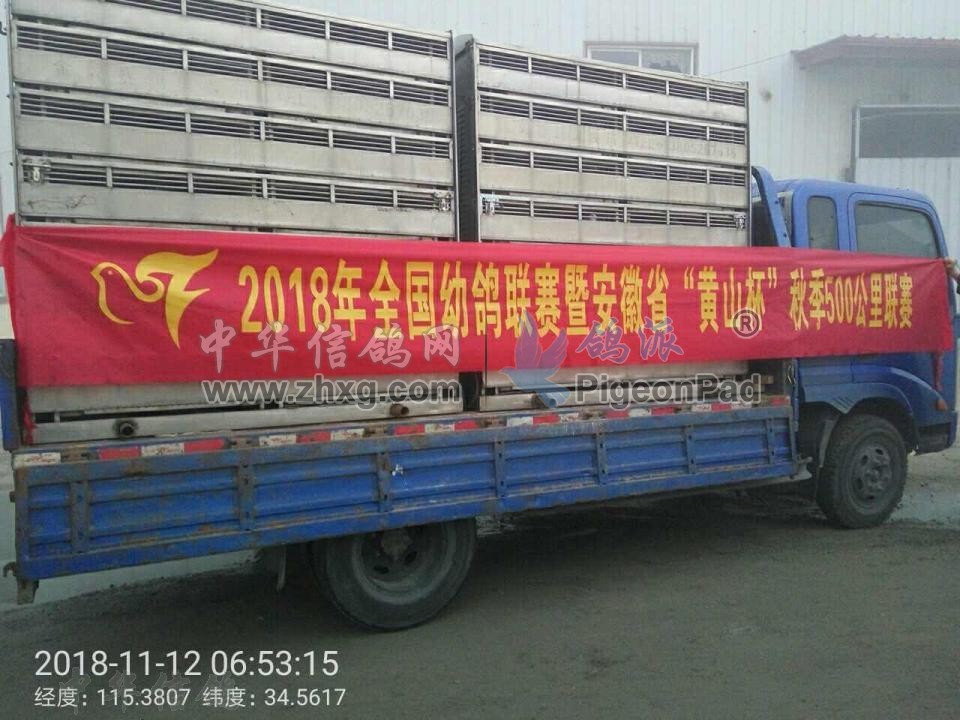 2018年全国幼鸽联赛暨安徽省“黄山杯”秋季500公里联赛
中华信鸽网 鸽派®
www.zhxg.com PigeonPad
2018-11-12 06:53:15
经度：115.3807 纬度：34.5617